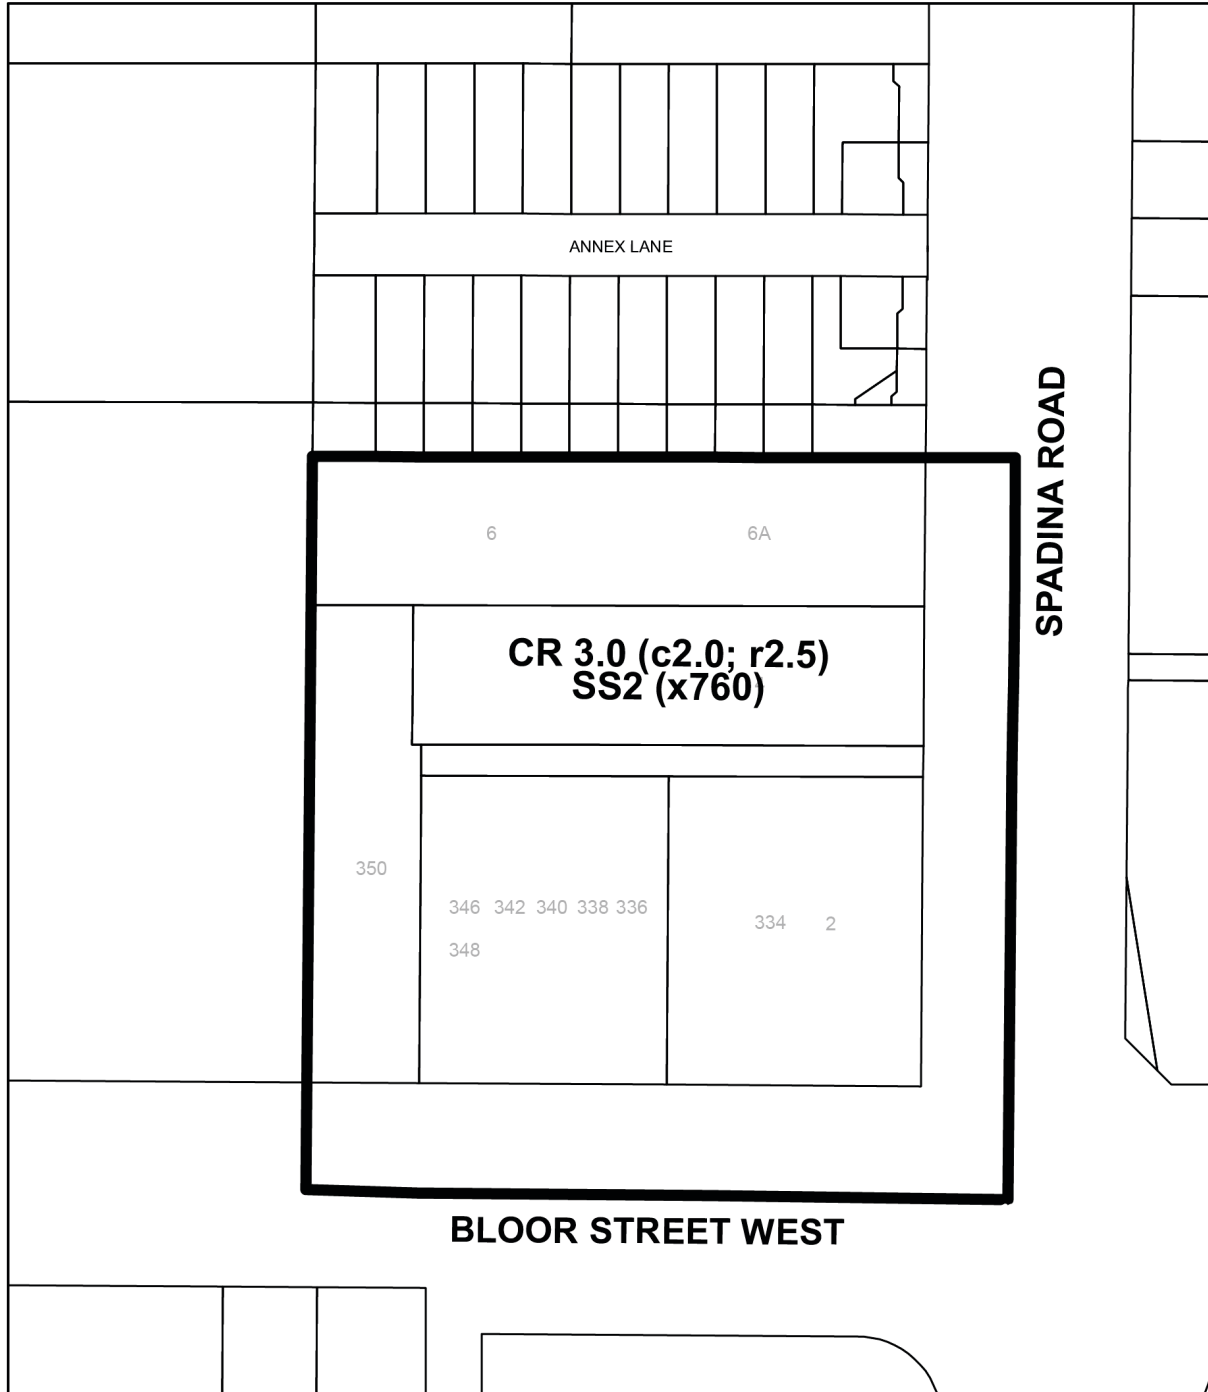 ANNEX LANE
SPADINA ROAD
6 6A
CR 3.0 (c2.0; r2.5)
SS2 (x760)
350
346 342 340 338 336
348
334 2
BLOOR STREET WEST